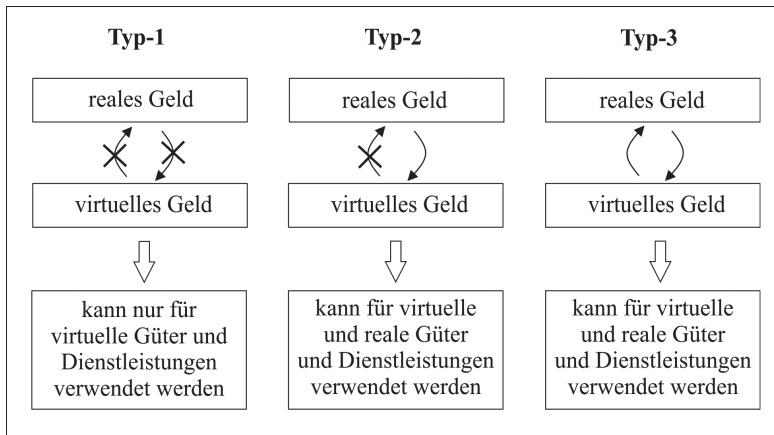 Typ-1
reales Geld
virtuelles Geld
kann nur für
virtuelle Güter und
Dienstleistungen
verwendet werden
Typ-2
reales Geld
virtuelles Geld
kann für virtuelle
und reale Güter
und Dienstleistungen
verwendet werden
Typ-3
reales Geld
virtuelles Geld
kann für virtuelle
und reale Güter
und Dienstleistungen
verwendet werden